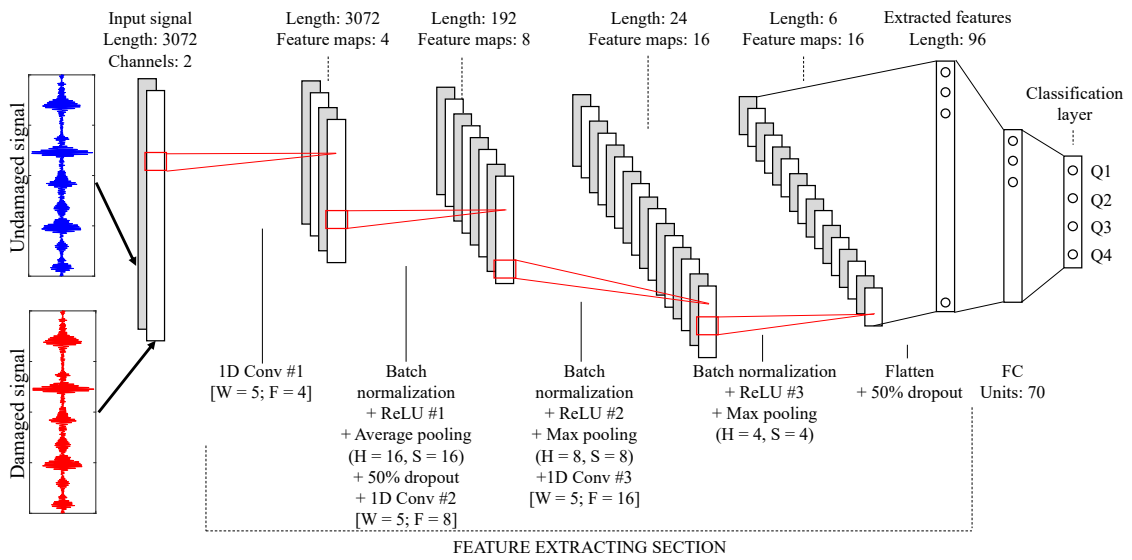 Input signal
Length: 3072
Channels: 2
Length: 3072
Feature maps: 4
Length: 192
Feature maps: 8
Length: 24
Feature maps: 16
Length: 6
Feature maps: 16
Extracted features
Length: 96
Classification
layer
Undamaged signal
Damaged signal
Q1
Q2
Q3
Q4
1D Conv #1
[W = 5; F = 4]
Batch
normalization
+ ReLU #1
+ Average pooling
(H = 16, S = 16)
+ 50% dropout
+ 1D Conv #2
[W = 5; F = 8]
Batch
normalization
+ ReLU #2
+ Max pooling
(H = 8, S = 8)
+1D Conv #3
[W = 5; F = 16]
Batch normalization
+ ReLU #3
+ Max pooling
(H = 4, S = 4)
Flatten
+ 50% dropout
FC
Units: 70
FEATURE EXTRACTING SECTION